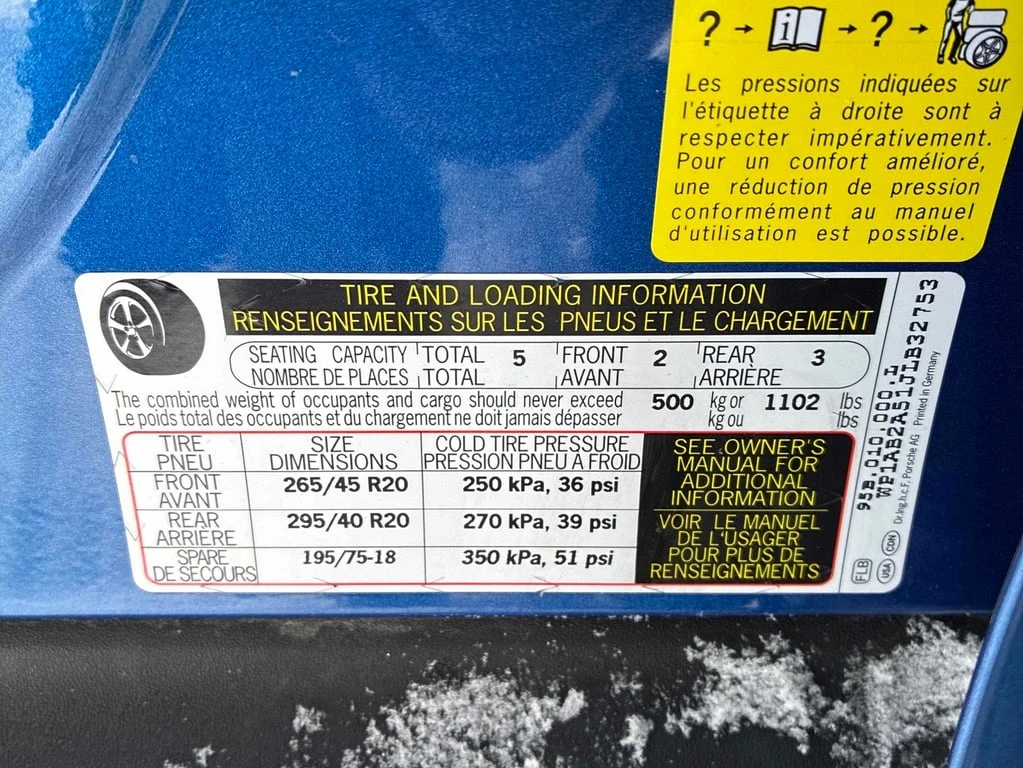 ? → i → ? →
Les pressions indiquées sur
l'étiquette à droite sont à
respecter impérativement.
Pour un confort amélioré,
une réduction de pression
conformément au manuel
d'utilisation est possible.
TIRE AND LOADING INFORMATION
RENSEIGNEMENTS SUR LES PNEUS ET LE CHARGEMENT
SEATING CAPACITY TOTAL 5 FRONT 2 REAR 3
NOMBRE DE PLACES TOTAL AVANT ARRIÈRE
The combined weight of occupants and cargo should never exceed 500 kg or 1102 lbs
Le poids total des occupants et du chargement ne doit jamais dépasser kg ou lbs
TIRE SIZE COLD TIRE PRESSURE
PNEU DIMENSIONS PRESSION PNEU A FROID
FRONT 265/45 R20 250 kPa, 36 psi
AVANT
REAR 295/40 R20 270 kPa, 39 psi
ARRIÈRE
SPARE 195/75-18 350 kPa, 51 psi
DE SECOURS
SEE OWNER'S
MANUAL FOR
ADDITIONAL
INFORMATION
VOIR LE MANUEL
DE L'USAGER
POUR PLUS DE
RENSEIGNEMENTS
95B.010.000.L
WP1AB2A51JLB32753
Dr.Ing.h.c.F. Porsche AG Printed in Germany
FLB USA CDN